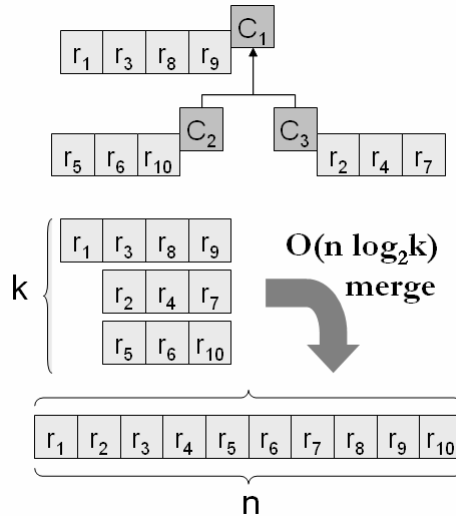 C₁
r₁ r₃ r₈ r₉
C₂ C₃
r₅ r₆ r₁₀ r₂ r₄ r₇
r₁ r₃ r₈ r₉
O(n log₂k)
k
r₂ r₄ r₇
merge
r₅ r₆ r₁₀
r₁ r₂ r₃ r₄ r₅ r₆ r₇ r₈ r₉ r₁₀
n